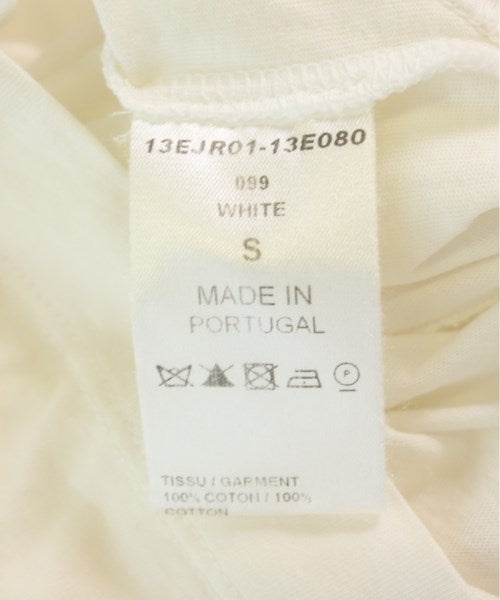 13EJR01-13E080
099
WHITE
S
MADE IN
PORTUGAL
P
TISSU / GARMENT
100% COTON / 100%
COTTON